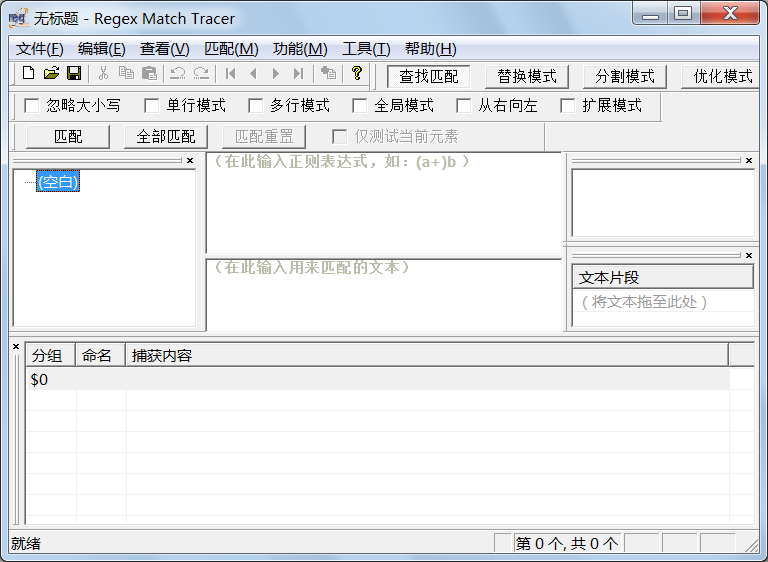 reg 无标题 - Regex Match Tracer
文件(F) 编辑(E) 查看(V) 匹配(M) 功能(M) 工具(T) 帮助(H)
查找匹配 替换模式 分割模式 优化模式
忽略大小写 单行模式 多行模式 全局模式 从右向左 扩展模式
匹配 全部匹配 匹配重置 仅测试当前元素
(空白)
（在此输入正则表达式，如：(a+)b ）
（在此输入用来匹配的文本）
文本片段
（将文本拖至此处）
分组 命名 捕获内容
$0
就绪 第 0 个, 共 0 个